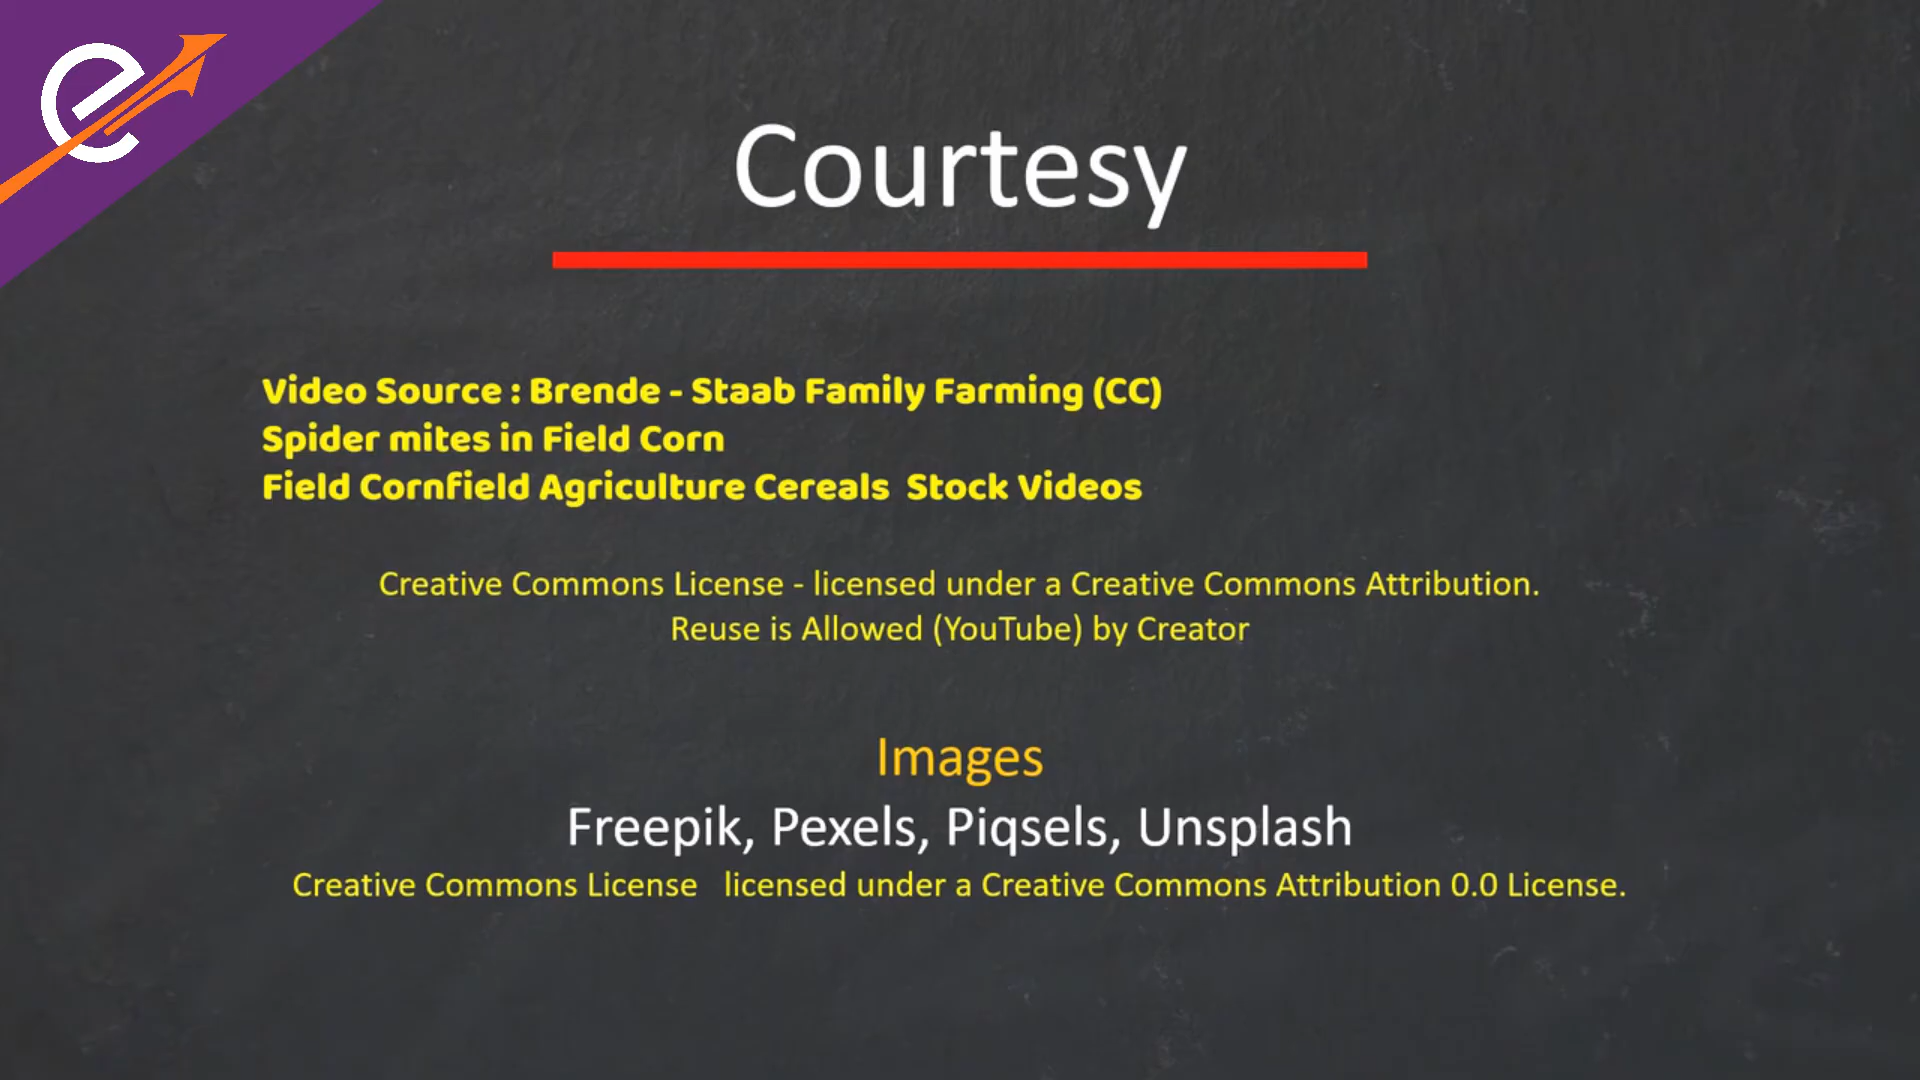 Courtesy
Video Source : Brende - Staab Family Farming (CC)
Spider mites in Field Corn
Field Cornfield Agriculture Cereals Stock Videos
Creative Commons License - licensed under a Creative Commons Attribution.
Reuse is Allowed (YouTube) by Creator
Images
Freepik, Pexels, Piqsels, Unsplash
Creative Commons License licensed under a Creative Commons Attribution 0.0 License.